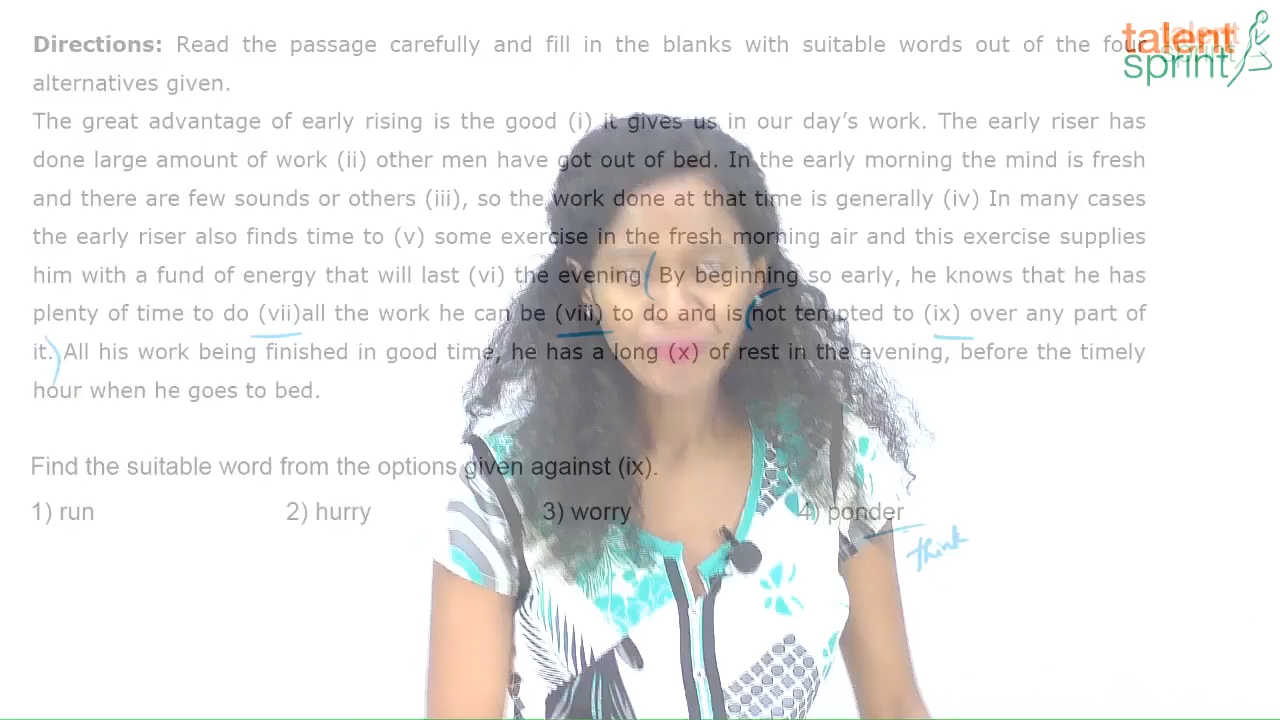 talent
sprint
Directions: Read the passage carefully and fill in the blanks with suitable words out of the four
alternatives given.
The great advantage of early rising is the good (i) it gives us in our day's work. The early riser has
done large amount of work (ii) other men have got out of bed. In the early morning the mind is fresh
and there are few sounds or others (iii), so the work done at that time is generally (iv) In many cases
the early riser also finds time to (v) some exercise in the fresh morning air and this exercise supplies
him with a fund of energy that will last (vi) the evening. By beginning so early, he knows that he has
plenty of time to do (vii)all the work he can be (viii) to do and is not tempted to (ix) over any part of
it. All his work being finished in good time, he has a long (x) of rest in the evening, before the timely
hour when he goes to bed.
Find the suitable word from the options given against (ix).
1) run 2) hurry 3) worry 4) ponder
think